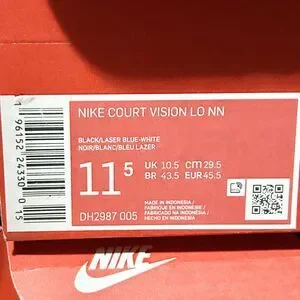 NIKE COURT VISION LO NN
BLACK/LASER BLUE-WHITE
NOIR/BLANC/BLEU LAZER
11 5
UK 10.5 CM 29.5
BR 43.5 EUR 45.5
DH2987 005
MADE IN INDONESIA
FABRIQUÉ EN INDONÉSIE
FABRICADO NA INDONÉSIA
HECHO EN INDONESIA
1 96152 24330 0 15
NIKE